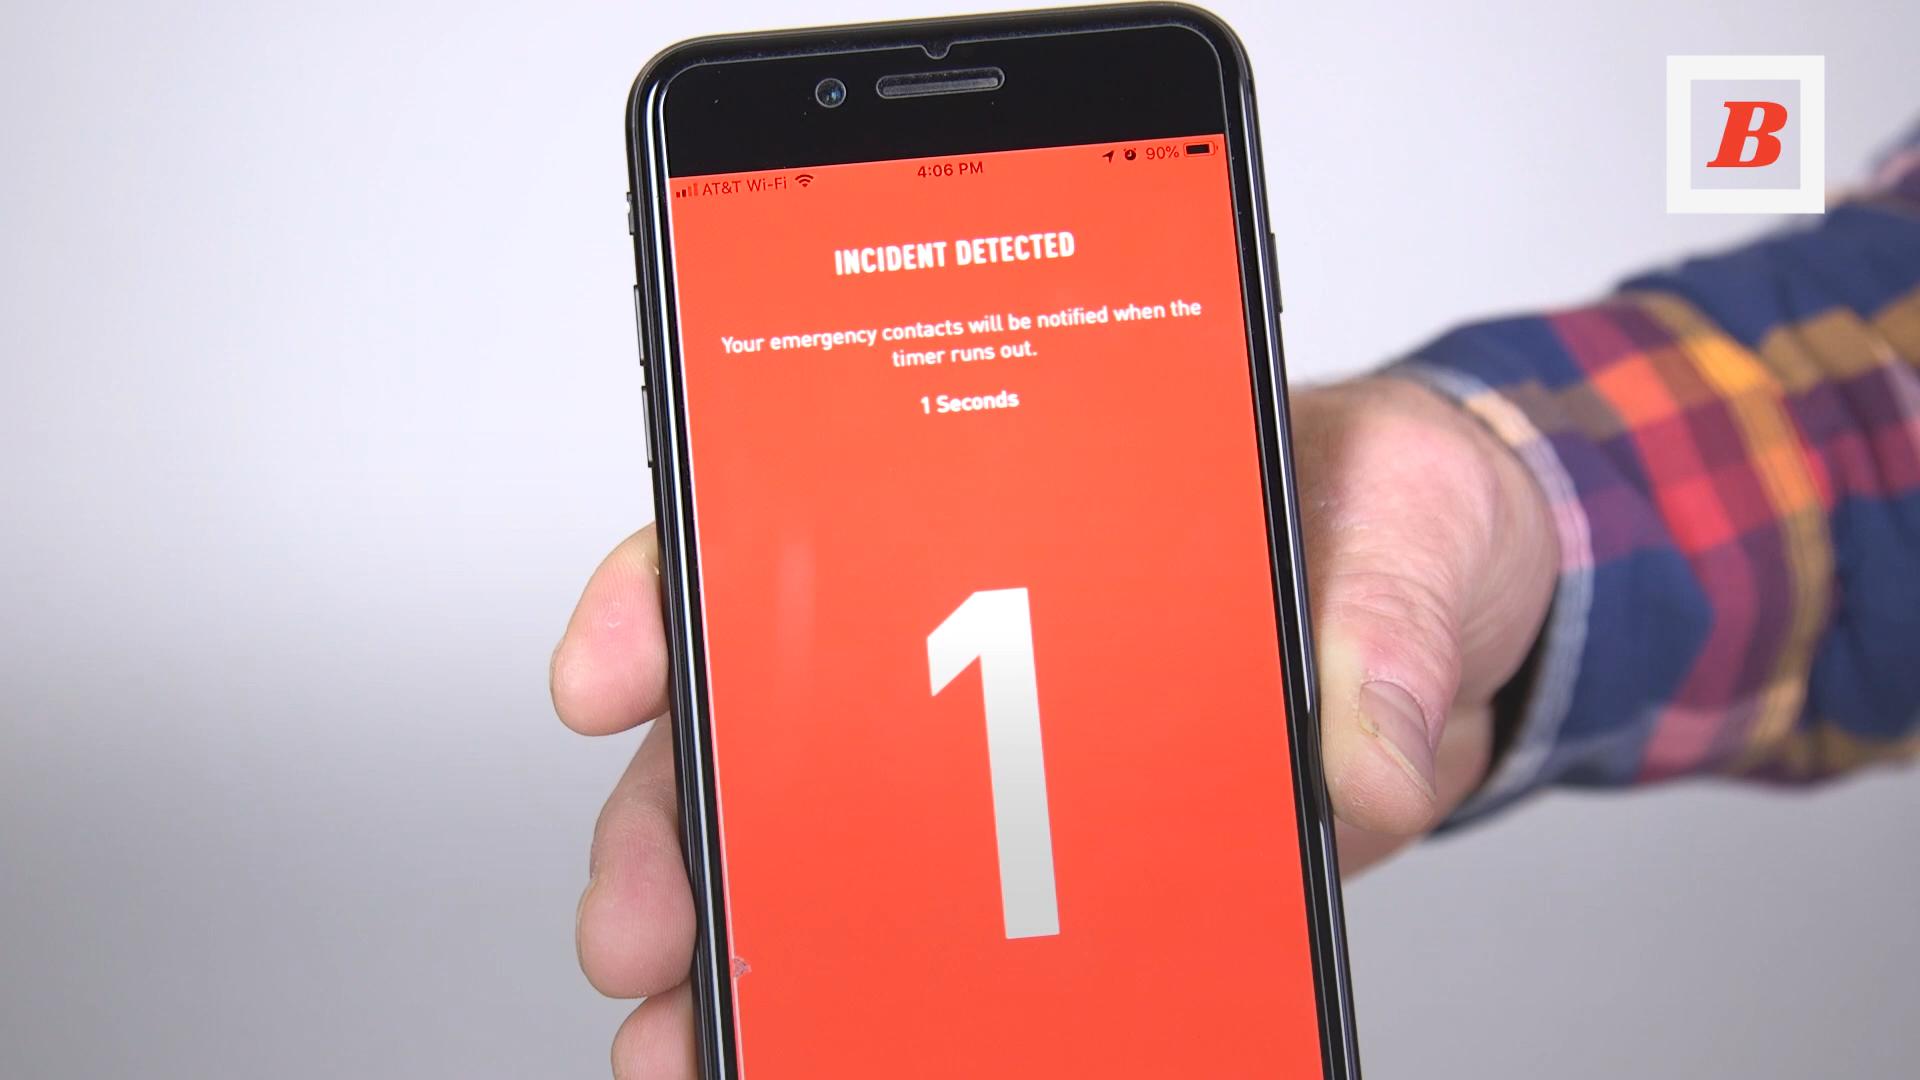 B
AT&T Wi-Fi 4:06 PM 90%
INCIDENT DETECTED
Your emergency contacts will be notified when the
timer runs out.
1 Seconds
1